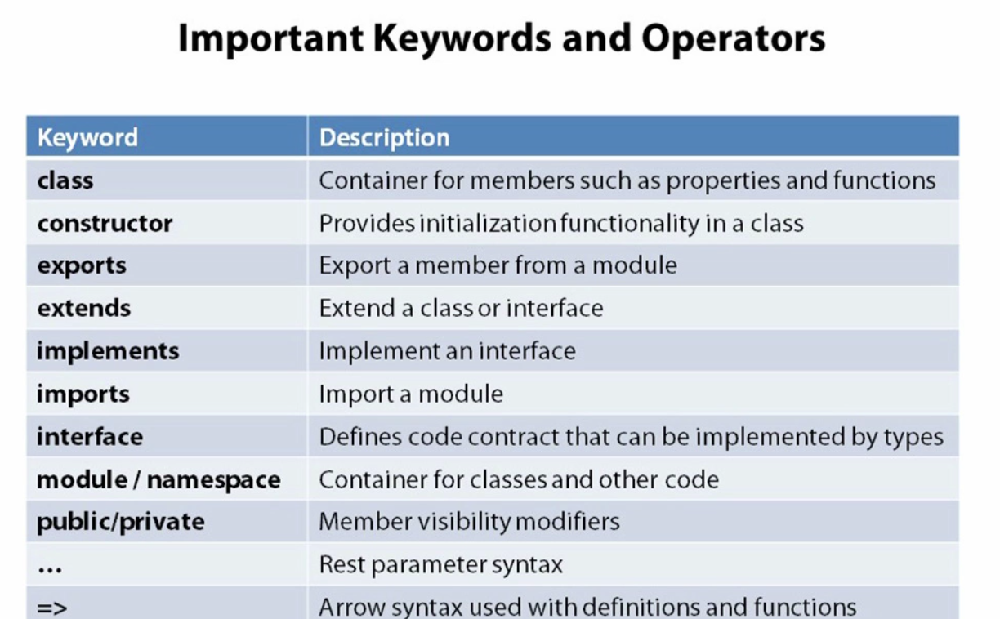 Important Keywords and Operators
Keyword Description
class Container for members such as properties and functions
constructor Provides initialization functionality in a class
exports Export a member from a module
extends Extend a class or interface
implements Implement an interface
imports Import a module
interface Defines code contract that can be implemented by types
module / namespace Container for classes and other code
public/private Member visibility modifiers
... Rest parameter syntax
=> Arrow syntax used with definitions and functions